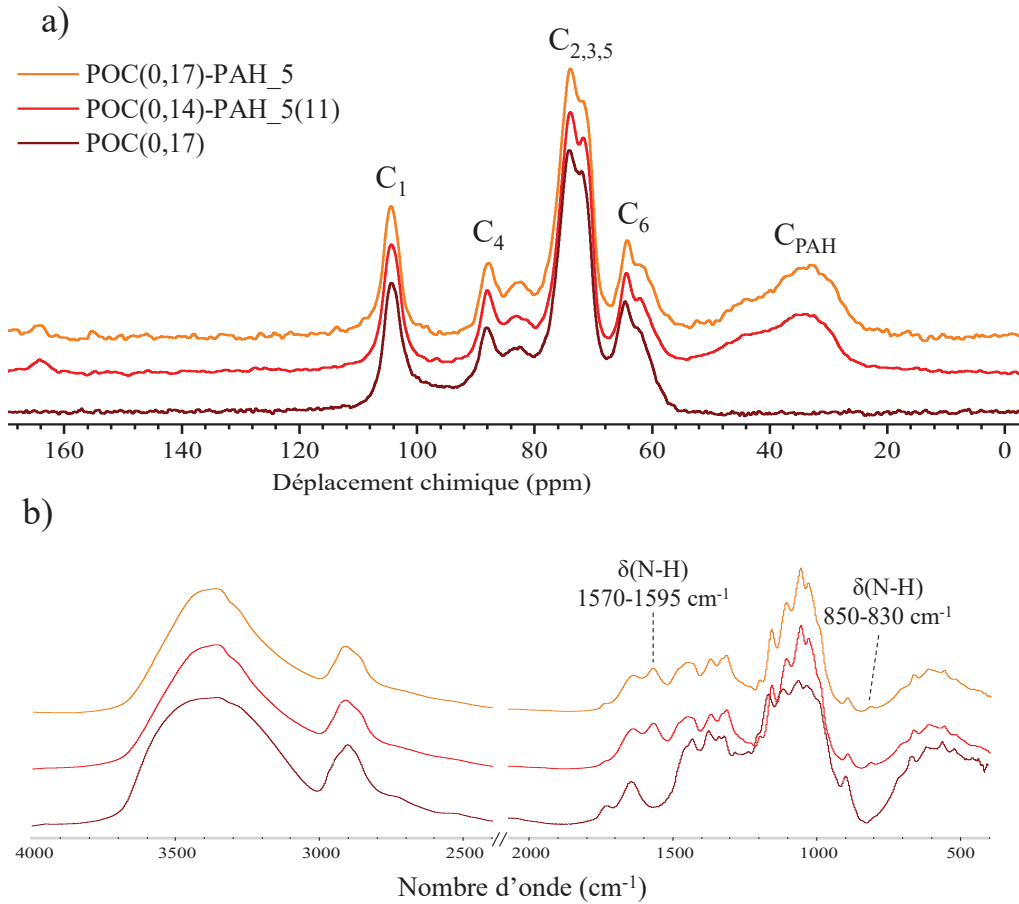 a)
POC(0,17)-PAH_5
POC(0,14)-PAH_5(11)
POC(0,17)
C1
C4
C2,3,5
C6
CPAH
160 140 120 100 80 60 40 20 0
Déplacement chimique (ppm)
b)
δ(N-H)
1570-1595 cm-1
δ(N-H)
850-830 cm-1
4000 3500 3000 2500 // 2000 1500 1000 500
Nombre d’onde (cm-1)